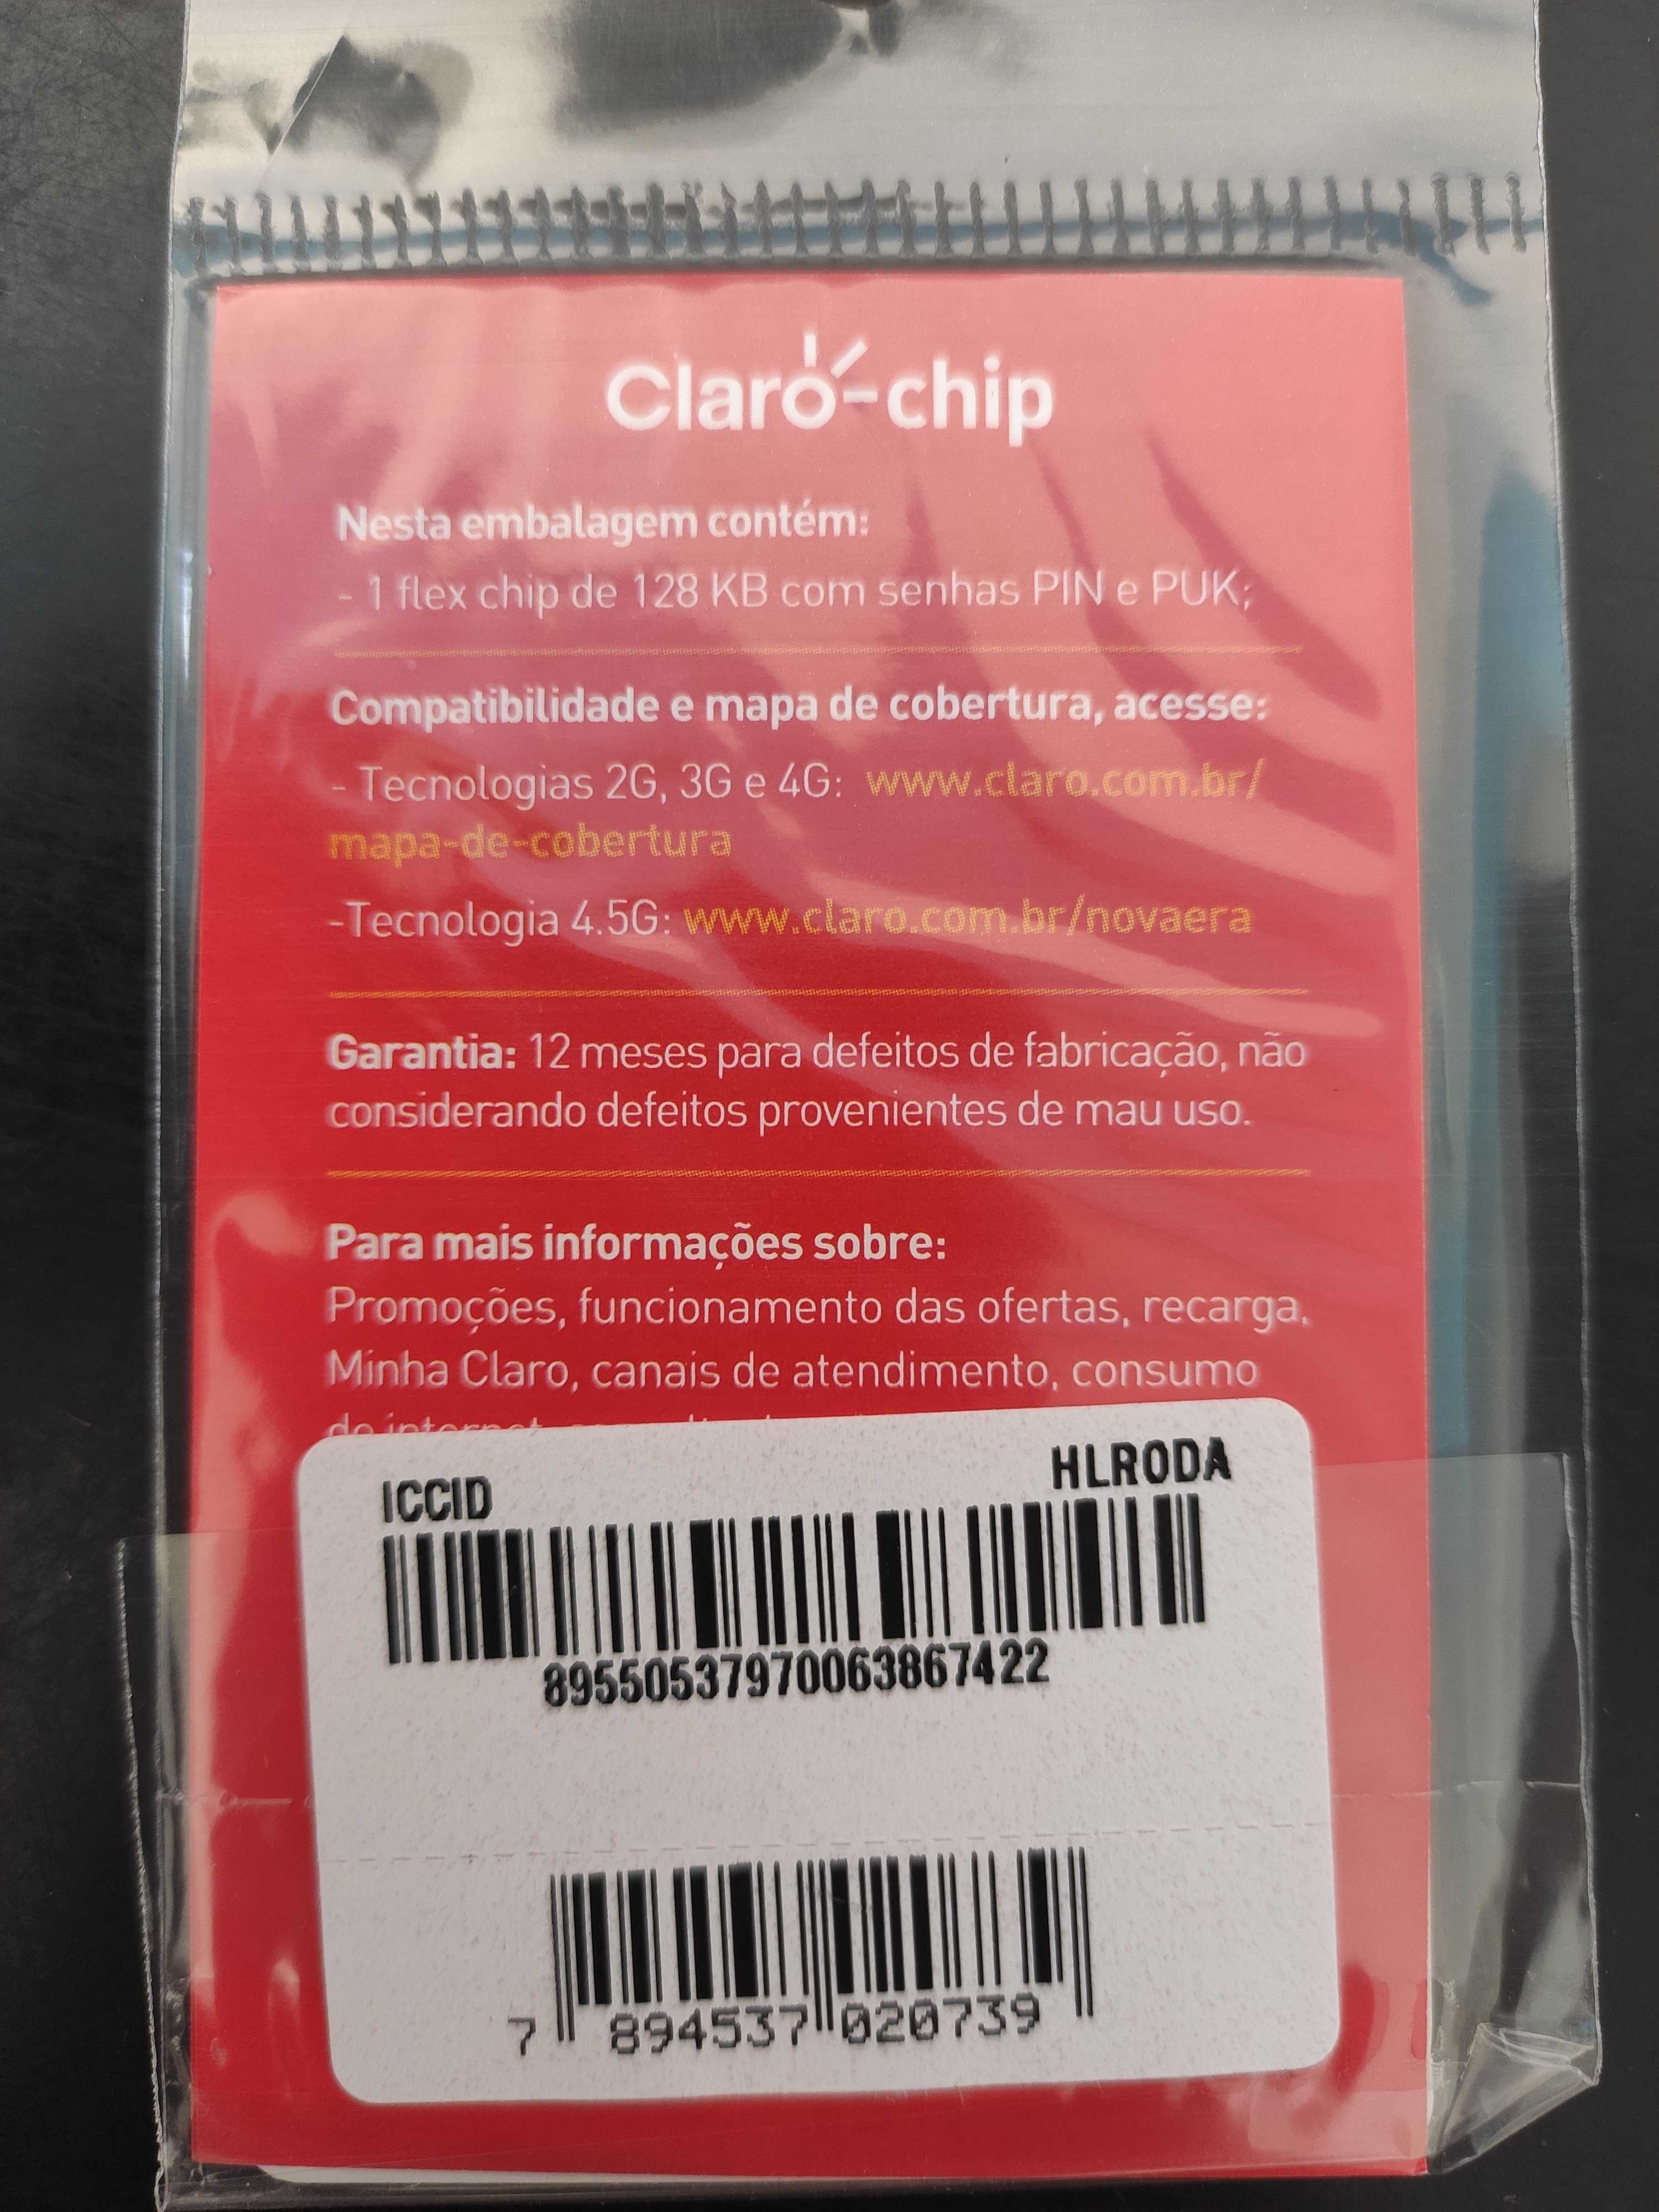 Claro-chip
Nesta embalagem contém:
- 1 flex chip de 128 KB com senhas PIN e PUK;
Compatibilidade e mapa de cobertura, acesse:
- Tecnologias 2G, 3G e 4G: www.claro.com.br/
mapa-de-cobertura
-Tecnologia 4.5G: www.claro.com.br/novaera
Garantia: 12 meses para defeitos de fabricação, não
considerando defeitos provenientes de mau uso.
Para mais informações sobre:
Promoções, funcionamento das ofertas, recarga,
Minha Claro, canais de atendimento, consumo
de internet,
ICCID HLRODA
89550537970063867422
7 894537 020739